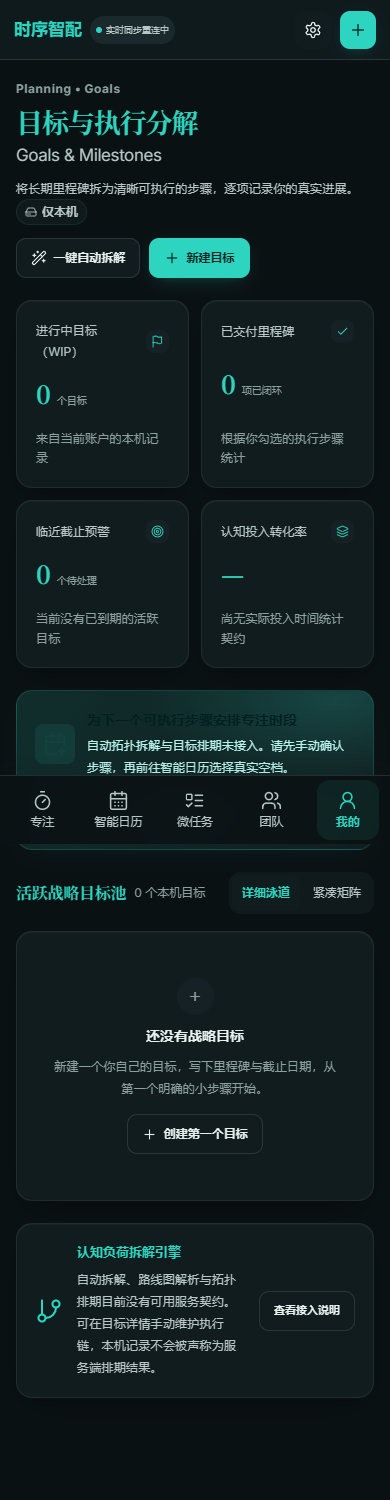 时序智配
实时同步重连中
Planning • Goals
目标与执行分解
Goals & Milestones
将长期里程碑拆为清晰可执行的步骤，逐项记录你的真实进展。
仅本机
一键自动拆解
新建目标
进行中目标
（WIP）
0 个目标
来自当前账户的本机记
录
已交付里程碑
0 项已闭环
根据你勾选的执行步骤
统计
临近截止预警
0 个待处理
当前没有已到期的活跃
目标
认知投入转化率
—
尚无实际投入时间统计
契约
为下一个可执行步骤安排专注时段
自动拓扑拆解与目标排期未接入。请先手动确认
步骤，再前往智能日历选择真实空档。
专注
智能日历
微任务
团队
我的
活跃战略目标池
0 个本机目标
详细泳道
紧凑矩阵
还没有战略目标
新建一个你自己的目标，写下里程碑与截止日期，从
第一个明确的小步骤开始。
创建第一个目标
认知负荷拆解引擎
自动拆解、路线图解析与拓扑
排期目前没有可用服务契约。
可在目标详情手动维护执行
链，本机记录不会被声称为服
务端排期结果。
查看接入说明